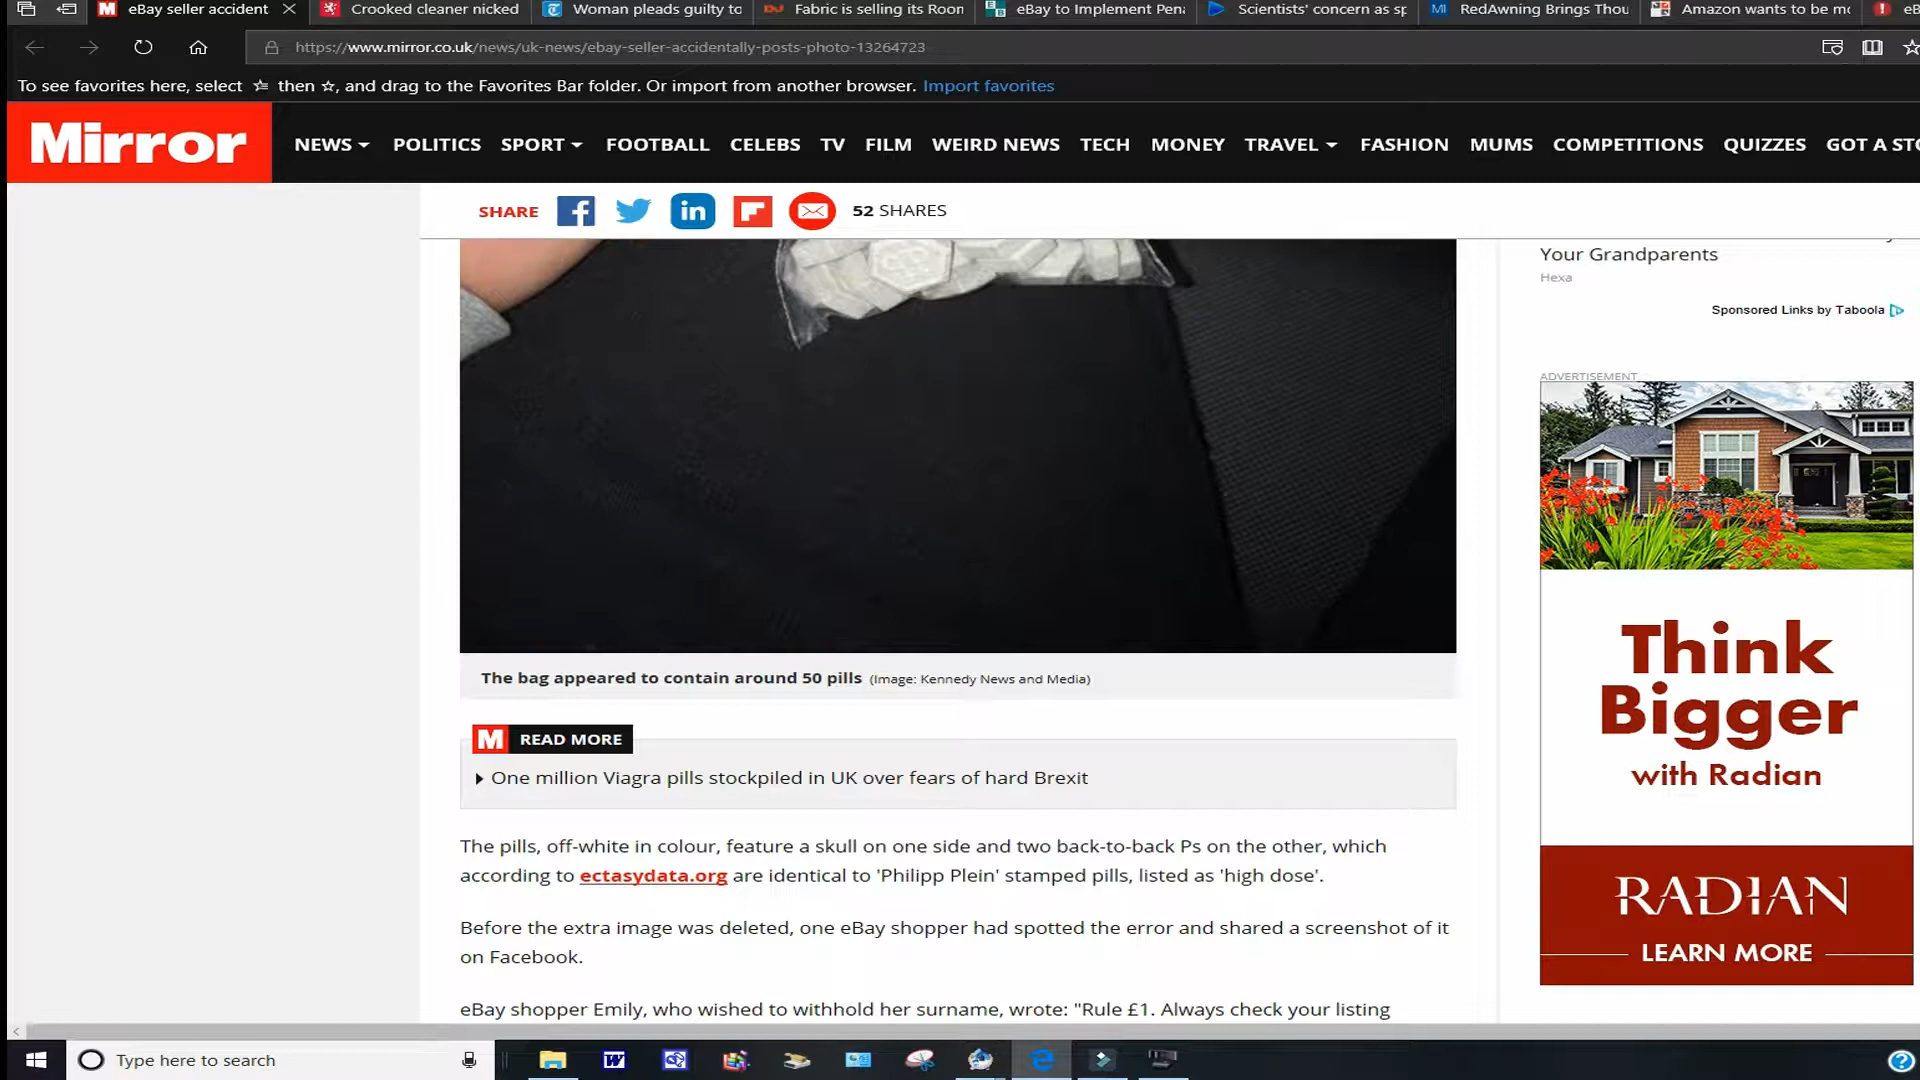 eBay seller accident
Crooked cleaner nicked
Woman pleads guilty to
Fabric is selling its Roon
eBay to Implement Pena
Scientists' concern as sp
RedAwning Brings Thou
Amazon wants to be mo
eB
https://www.mirror.co.uk/news/uk-news/ebay-seller-accidentally-posts-photo-13264723
To see favorites here, select then ☆, and drag to the Favorites Bar folder. Or import from another browser. Import favorites
Mirror
NEWS POLITICS SPORT FOOTBALL CELEBS TV FILM WEIRD NEWS TECH MONEY TRAVEL FASHION MUMS COMPETITIONS QUIZZES GOT A STO
SHARE 52 SHARES
Your Grandparents
Hexa
Sponsored Links by Taboola
ADVERTISEMENT
The bag appeared to contain around 50 pills (Image: Kennedy News and Media)
M READ MORE
One million Viagra pills stockpiled in UK over fears of hard Brexit
The pills, off-white in colour, feature a skull on one side and two back-to-back Ps on the other, which
according to ectasydata.org are identical to 'Philipp Plein' stamped pills, listed as 'high dose'.
Before the extra image was deleted, one eBay shopper had spotted the error and shared a screenshot of it
on Facebook.
eBay shopper Emily, who wished to withhold her surname, wrote: "Rule £1. Always check your listing
Think
Bigger
with Radian
RADIAN
LEARN MORE
Type here to search